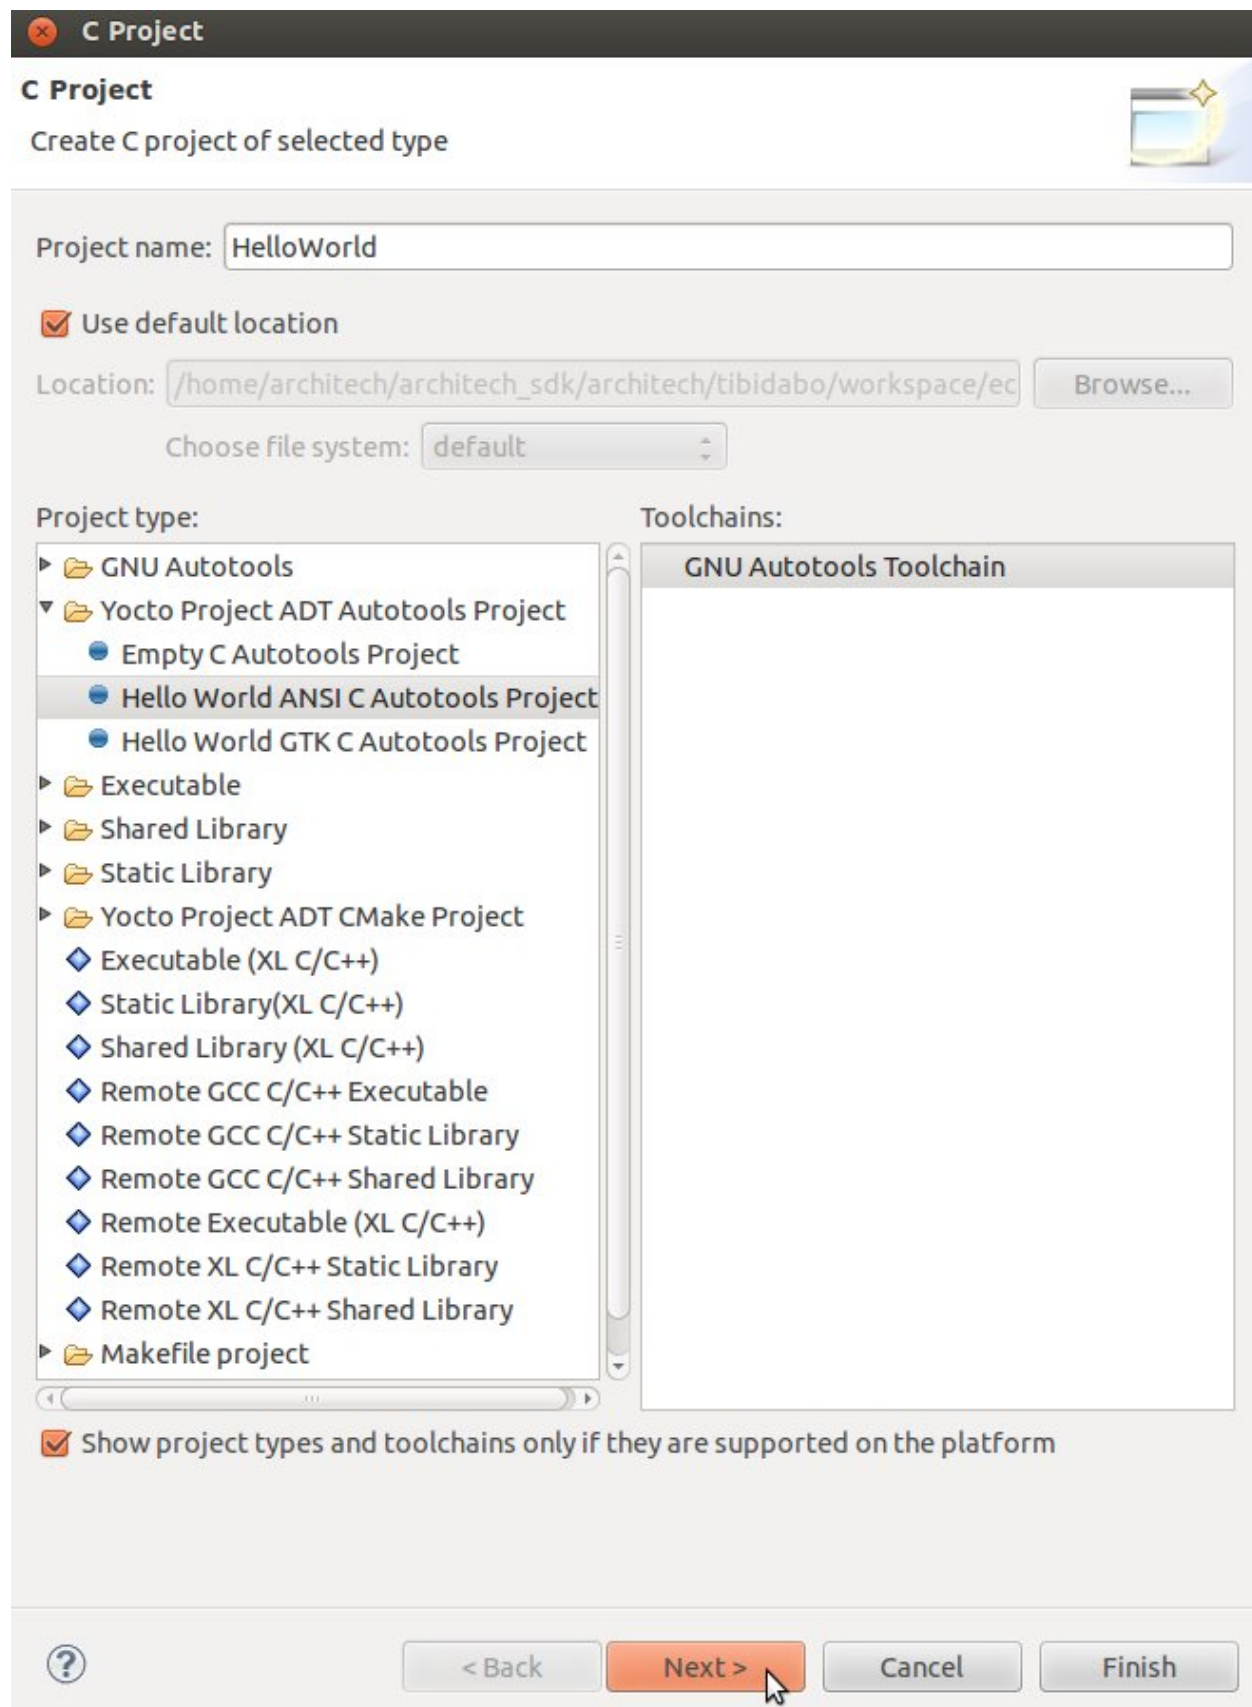 C Project
C Project
Create C project of selected type
Project name: HelloWorld
Use default location
Location: /home/architech/architech_sdk/architech/tibidabo/workspace/ec Browse...
Choose file system: default
Project type: Toolchains:
GNU Autotools
Yocto Project ADT Autotools Project
Empty C Autotools Project
Hello World ANSI C Autotools Project
Hello World GTK C Autotools Project
Executable
Shared Library
Static Library
Yocto Project ADT CMake Project
Executable (XL C/C++)
Static Library(XL C/C++)
Shared Library (XL C/C++)
Remote GCC C/C++ Executable
Remote GCC C/C++ Static Library
Remote GCC C/C++ Shared Library
Remote Executable (XL C/C++)
Remote XL C/C++ Static Library
Remote XL C/C++ Shared Library
Makefile project
GNU Autotools Toolchain
Show project types and toolchains only if they are supported on the platform
? < Back Next > Cancel Finish